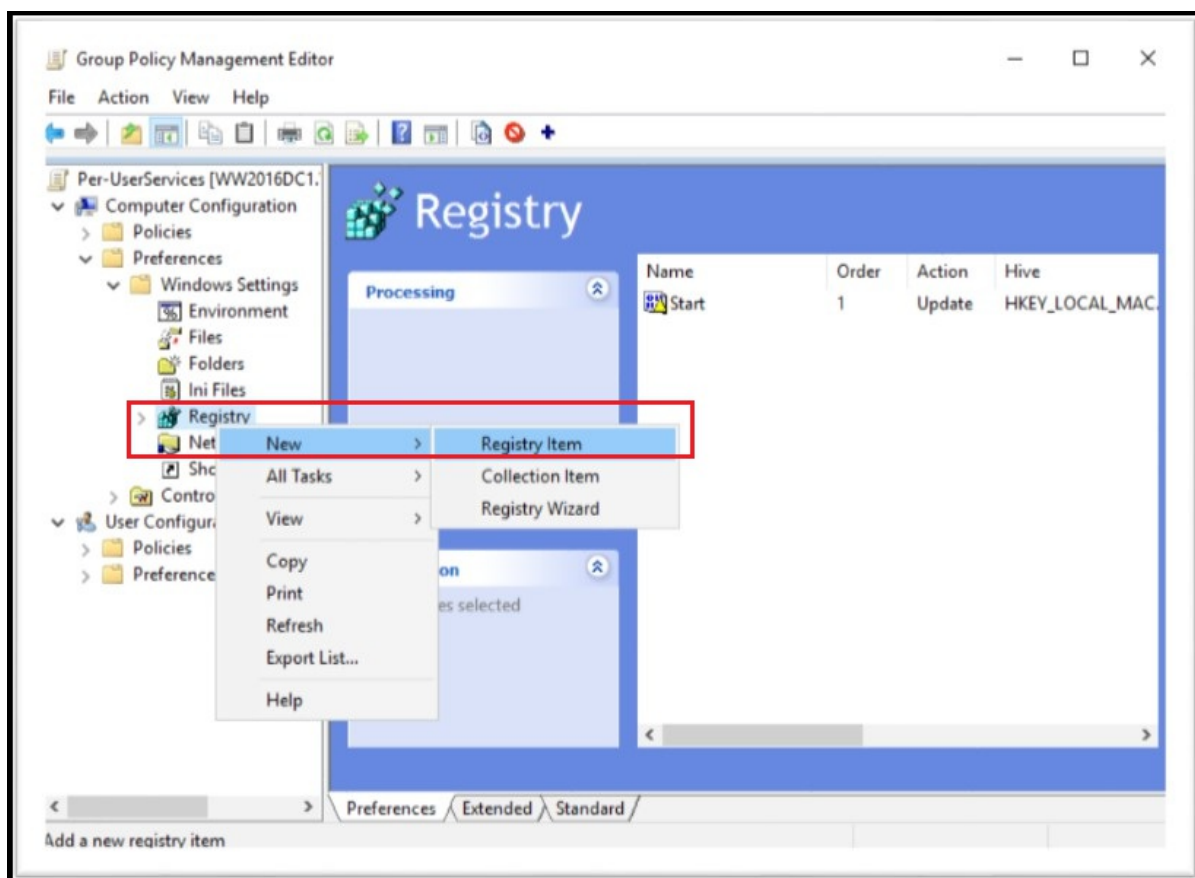 Group Policy Management Editor
File Action View Help
Per-UserServices [WW2016DC1.
Computer Configuration
Policies
Preferences
Windows Settings
Environment
Files
Folders
Ini Files
Registry
Net
Sho
Contro
User Configur
Policies
Preference
New
All Tasks
View
Copy
Print
Refresh
Export List...
Help
Registry Item
Collection Item
Registry Wizard
Registry
Processing
on
es selected
Name Order Action Hive
Start 1 Update HKEY_LOCAL_MAC.
Preferences Extended Standard
Add a new registry item